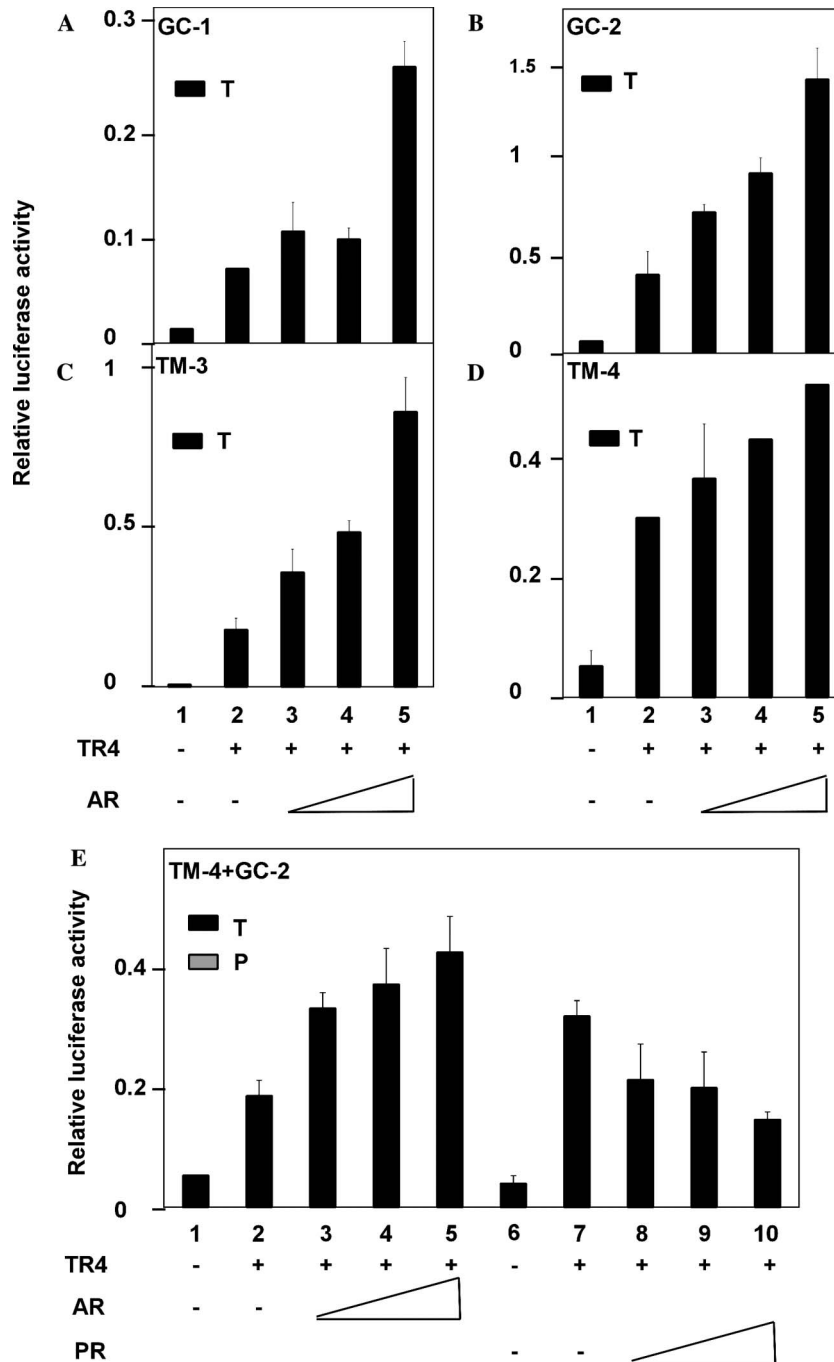 A
GC-1
T
0.3
0.2
0.1
0
B
GC-2
T
1.5
1
0.5
0
Relative luciferase activity
C
TM-3
T
1
0.5
0
1 2 3 4 5
TR4 - + + + +
AR - -
D
TM-4
T
0.4
0.2
0
1 2 3 4 5
- + + + +
- -
E
TM-4+GC-2
T
P
Relative luciferase activity
0.4
0.2
0
1 2 3 4 5 6 7 8 9 10
TR4 - + + + + - + + + +
AR - -
PR - -